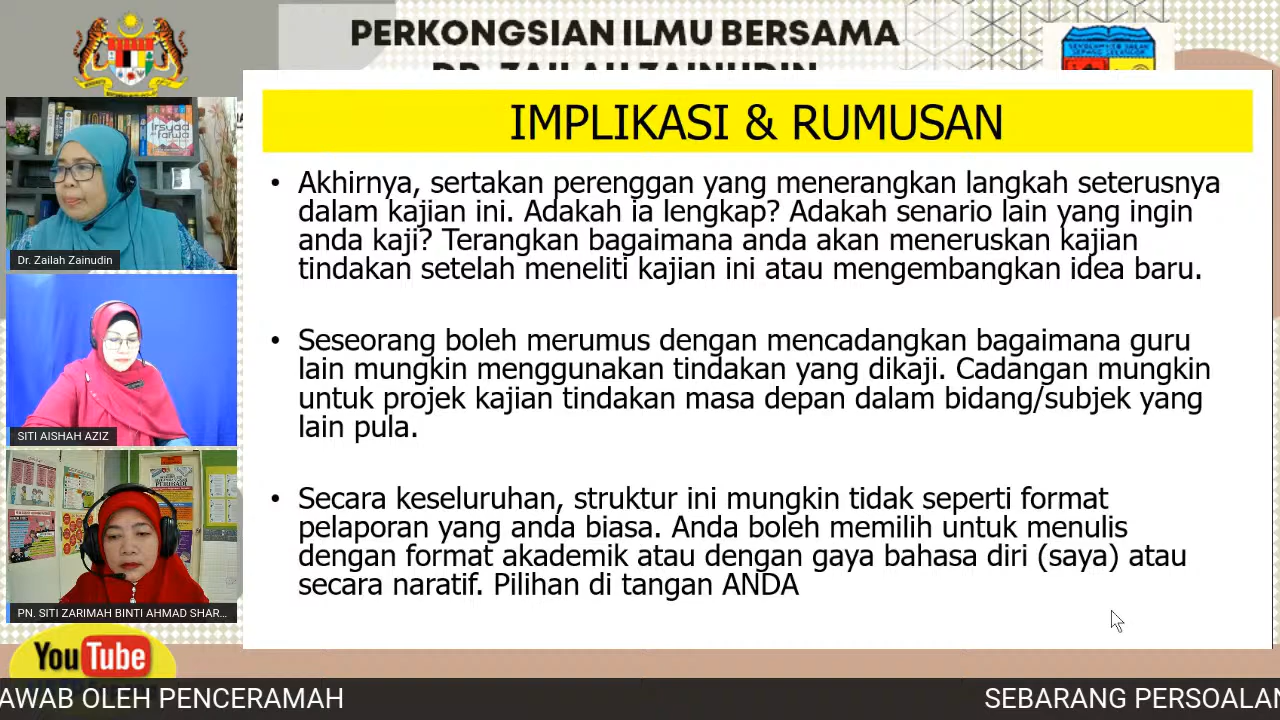 PERKONGSIAN ILMU BERSAMA
DR. ZAILAH ZAINUDIN
IMPLIKASI & RUMUSAN
• Akhirnya, sertakan perenggan yang menerangkan langkah seterusnya
dalam kajian ini. Adakah ia lengkap? Adakah senario lain yang ingin
anda kaji? Terangkan bagaimana anda akan meneruskan kajian
tindakan setelah meneliti kajian ini atau mengembangkan idea baru.
• Seseorang boleh merumus dengan mencadangkan bagaimana guru
lain mungkin menggunakan tindakan yang dikaji. Cadangan mungkin
untuk projek kajian tindakan masa depan dalam bidang/subjek yang
lain pula.
• Secara keseluruhan, struktur ini mungkin tidak seperti format
pelaporan yang anda biasa. Anda boleh memilih untuk menulis
dengan format akademik atau dengan gaya bahasa diri (saya) atau
secara naratif. Pilihan di tangan ANDA
Irsyad
fatwa
Dr. Zailah Zainudin
SITI AISHAH AZIZ
PN. SITI ZARIMAH BINTI AHMAD SHAR...
YouTube
AWAB OLEH PENCERAMAH
SEBARANG PERSOALAN